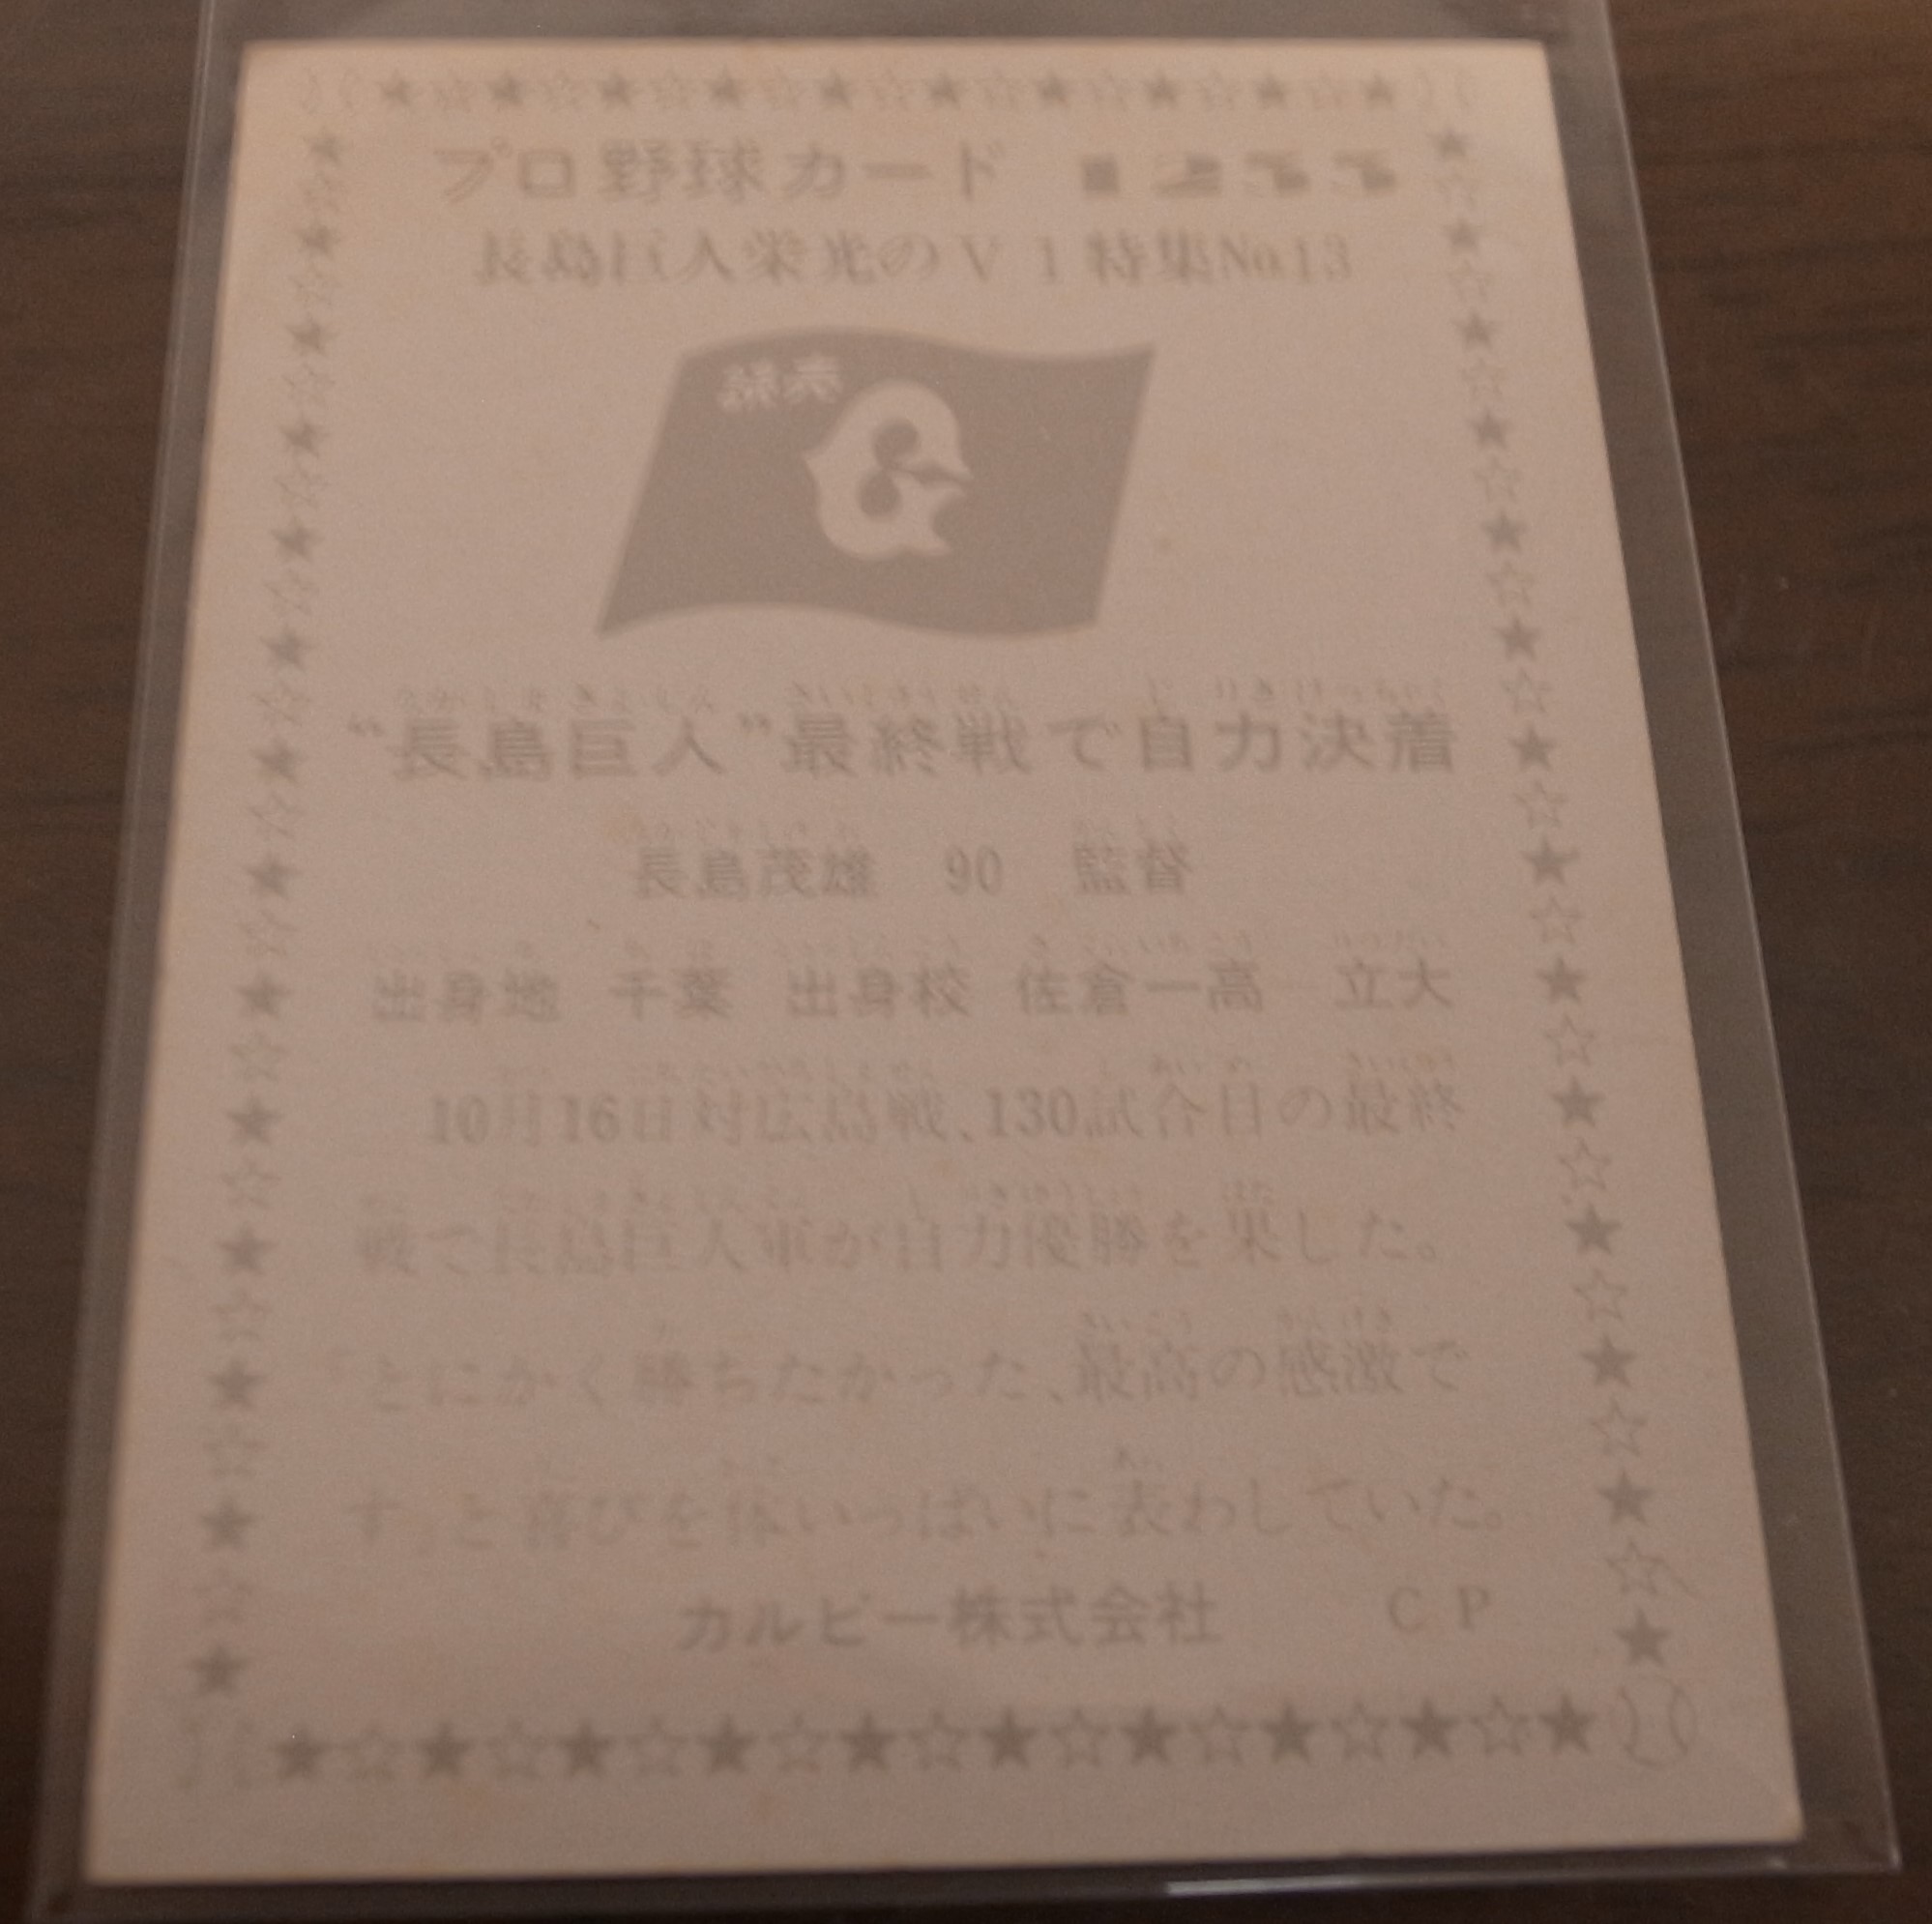 プロ野球カード
長島巨人栄光のV1特集No.13
“長島巨人”最終戦で自力決着
長島茂雄 90 監督
出身地 千葉 出身校 佐倉一高 立大
10月16日対広島戦、130試合目の最終
戦で長島巨人軍が自力優勝を果した。
「とにかく勝ちたかった、最高の感激で
す」と喜びを体いっぱいに表わしていた。
カルビー株式会社 CP